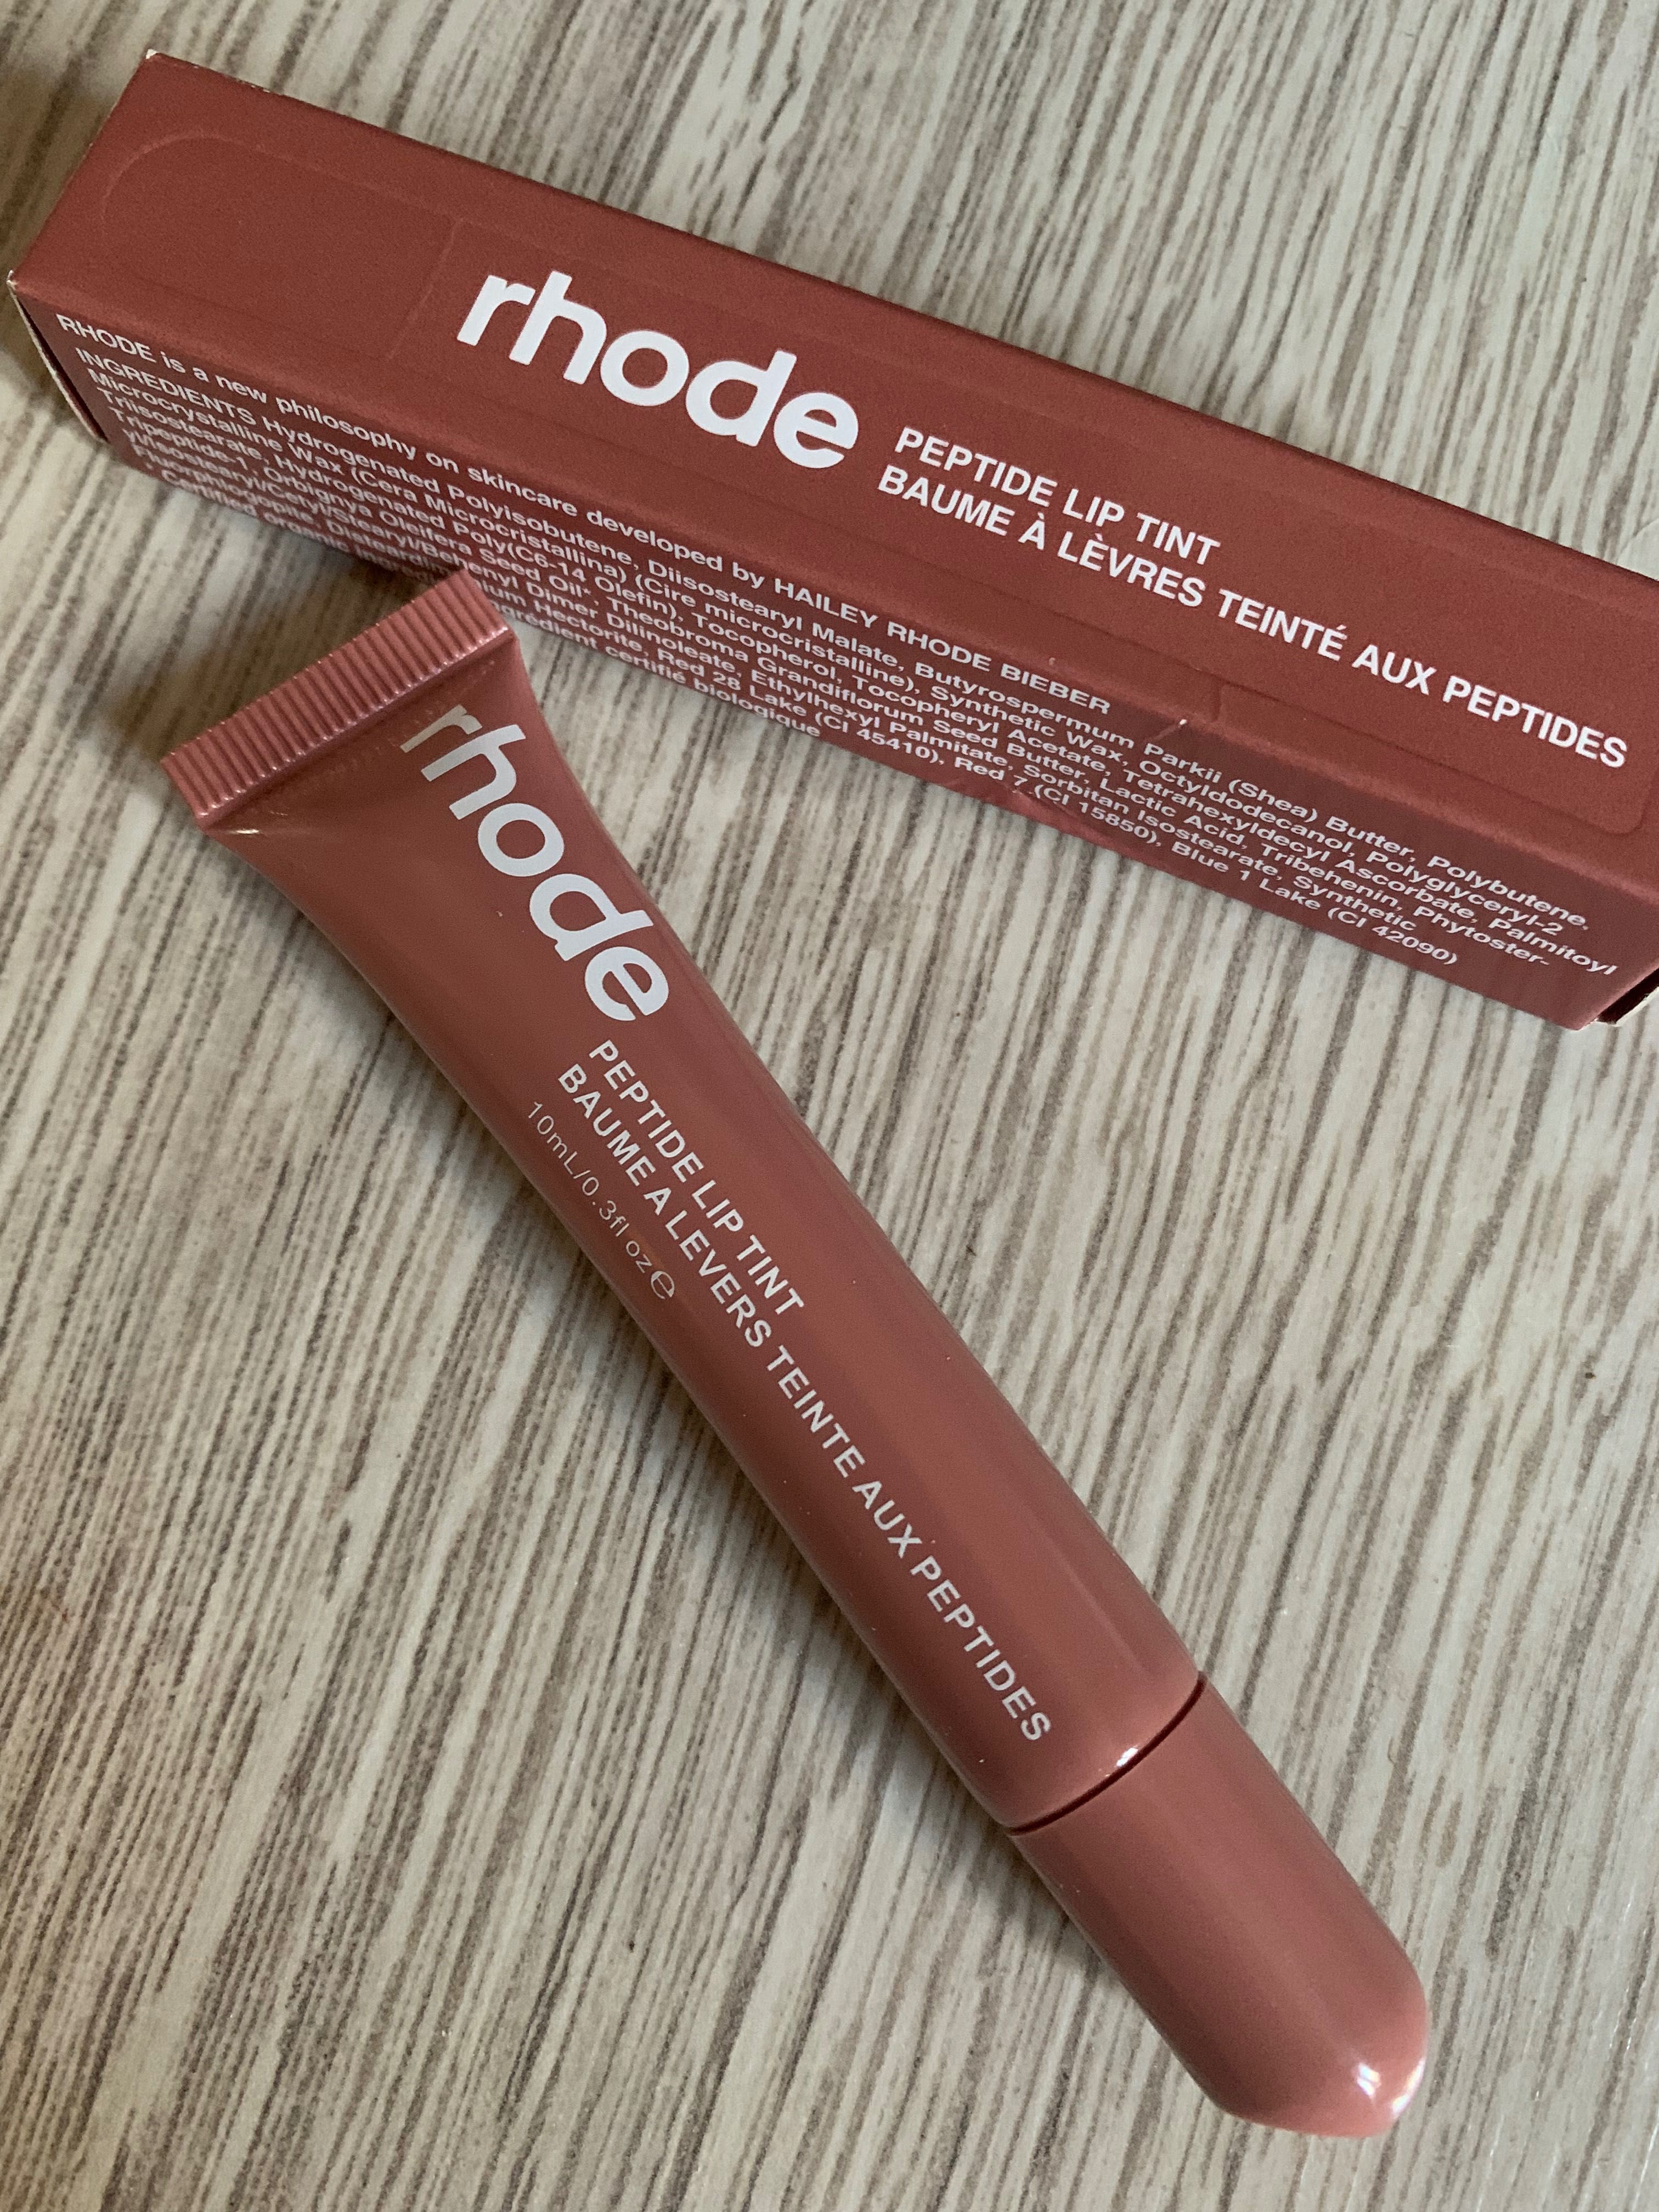 rhode
PEPTIDE LIP TINT
BAUME À LÈVRES TEINTÉ AUX PEPTIDES
RHODE is a new philosophy on skincare developed by HAILEY RHODE BIEBER
INGREDIENTS Hydrogenated Polyisobutene, Diisostearyl Malate, Butyrospermum Parkii (Shea) Butter, Polybutene,
Microcrystalline Wax (Cera Microcristallina) (Cire microcristalline), Synthetic Wax, Octyldodecanol, Polyglyceryl-2
Triisostearate, Hydrogenated Poly(C6-14 Olefin), Tocopherol, Tocopheryl Acetate, Tetrahexyldecyl Ascorbate, Palmitoyl
Tripeptide-1, Orbignya Oleifera Seed Oil*, Theobroma Grandiflorum Seed Butter, Lactic Acid, Tribehenin, Phytoster-
Dimer Dilinoleate, Ethylhexyl Palmitate, Sorbitan Isostearate, Synthetic
Hectorite, Red 28 Lake (CI 45410), Red 7 (CI 15850), Blue 1 Lake (CI 42090)
certifié biologique
rhode
PEPTIDE LIP TINT
BAUME A LEVERS TEINTE AUX PEPTIDES
10mL/0.3fl oz e